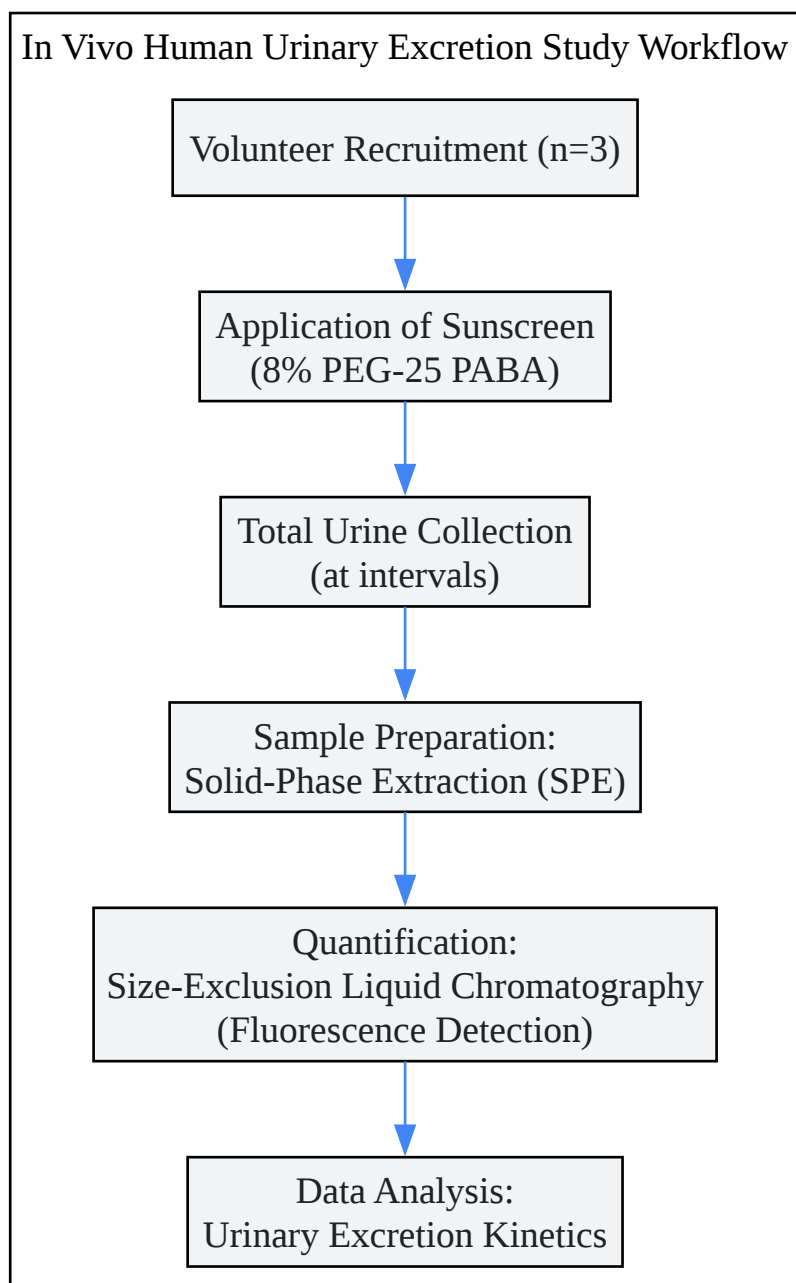 In Vivo Human Urinary Excretion Study Workflow
Volunteer Recruitment (n=3)
Application of Sunscreen
(8% PEG-25 PABA)
Total Urine Collection
(at intervals)
Sample Preparation:
Solid-Phase Extraction (SPE)
Quantification:
Size-Exclusion Liquid Chromatography
(Fluorescence Detection)
Data Analysis:
Urinary Excretion Kinetics